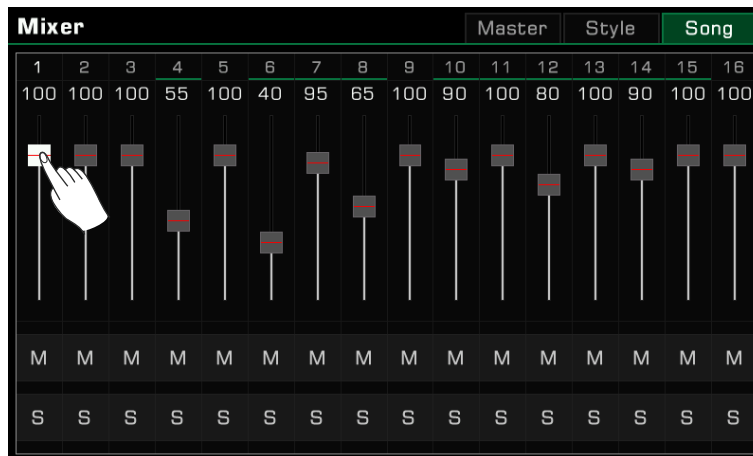 Mixer Master Style Song
1 2 3 4 5 6 7 8 9 10 11 12 13 14 15 16
100 100 100 55 100 40 95 65 100 90 100 80 100 90 100 100
M M M M M M M M M M M M M M M M
S S S S S S S S S S S S S S S S